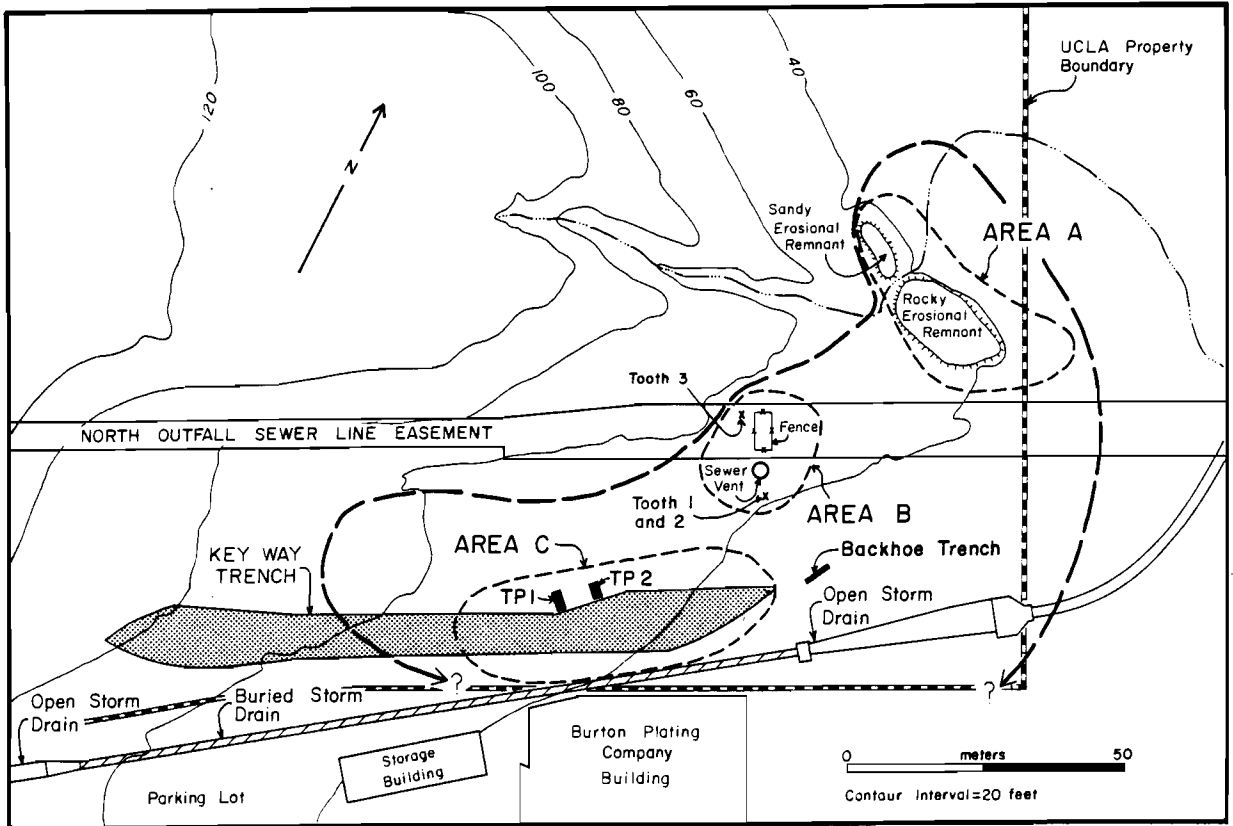 UCLA Property
Boundary
120
100
80
60
40
N
Sandy
Erosional
Remnant
AREA A
Rocky
Erosional
Remnant
Tooth 3
NORTH OUTFALL SEWER LINE EASEMENT
Fence
Sewer
Vent
Tooth 1
and 2
AREA B
KEY WAY
TRENCH
AREA C
TP1
TP2
Backhoe Trench
Open Storm
Drain
?
?
Open Storm
Drain
Buried Storm
Drain
Storage
Building
Burton Plating
Company
Building
Parking Lot
0 meters 50
Contour Interval=20 feet